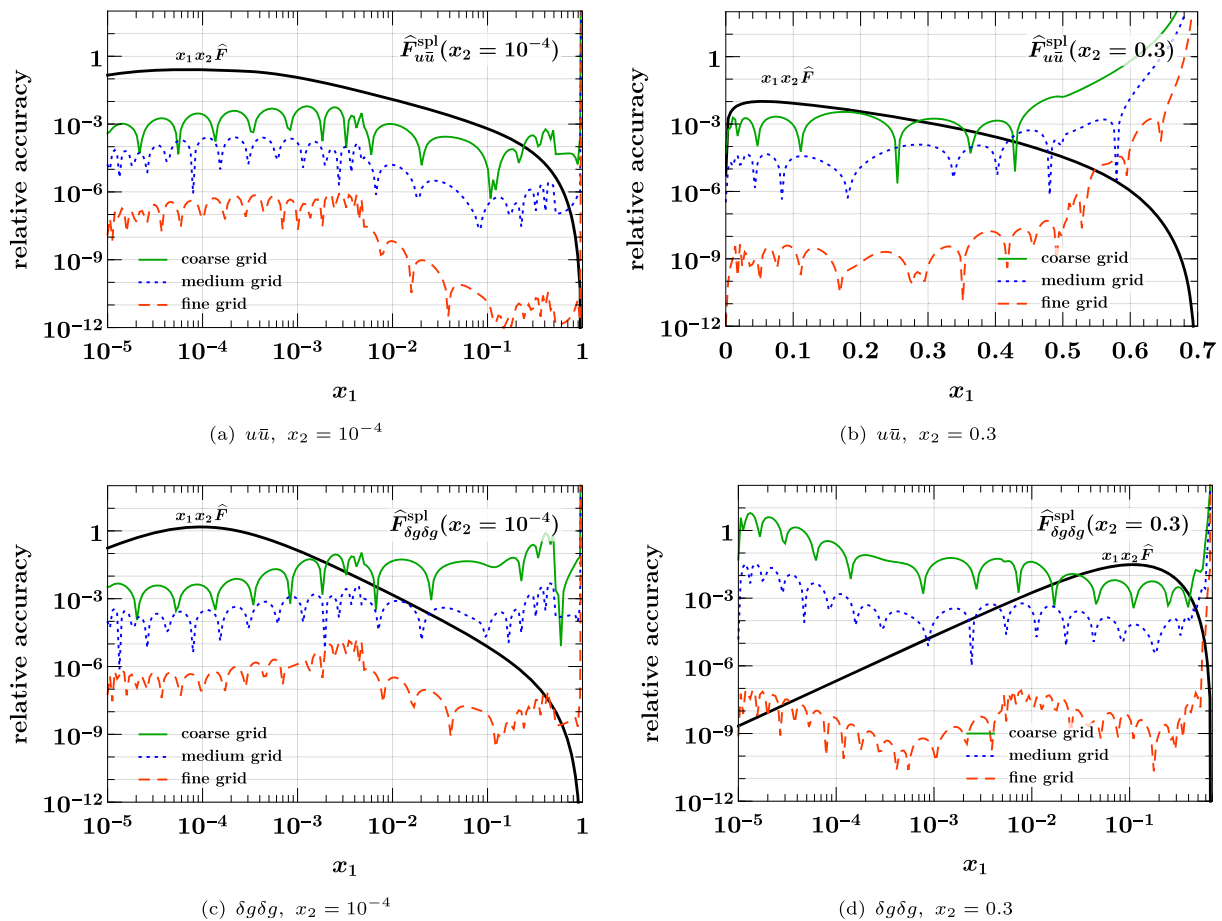 relative accuracy
1
10⁻³
10⁻⁶
10⁻⁹
10⁻¹²
x₁x₂F̂
F̂ᵤᵤ̄ˢᵖˡ(x₂ = 10⁻⁴)
coarse grid
medium grid
fine grid
10⁻⁵ 10⁻⁴ 10⁻³ 10⁻² 10⁻¹ 1
x₁
(a) uū, x₂ = 10⁻⁴
relative accuracy
1
10⁻³
10⁻⁶
10⁻⁹
10⁻¹²
x₁x₂F̂
F̂ᵤᵤ̄ˢᵖˡ(x₂ = 0.3)
coarse grid
medium grid
fine grid
0 0.1 0.2 0.3 0.4 0.5 0.6 0.7
x₁
(b) uū, x₂ = 0.3
relative accuracy
1
10⁻³
10⁻⁶
10⁻⁹
10⁻¹²
x₁x₂F̂
F̂_{δgδg}ˢᵖˡ(x₂ = 10⁻⁴)
coarse grid
medium grid
fine grid
10⁻⁵ 10⁻⁴ 10⁻³ 10⁻² 10⁻¹ 1
x₁
(c) δgδg, x₂ = 10⁻⁴
relative accuracy
1
10⁻³
10⁻⁶
10⁻⁹
10⁻¹²
F̂_{δgδg}ˢᵖˡ(x₂ = 0.3)
x₁x₂F̂
coarse grid
medium grid
fine grid
10⁻⁵ 10⁻⁴ 10⁻³ 10⁻² 10⁻¹
x₁
(d) δgδg, x₂ = 0.3